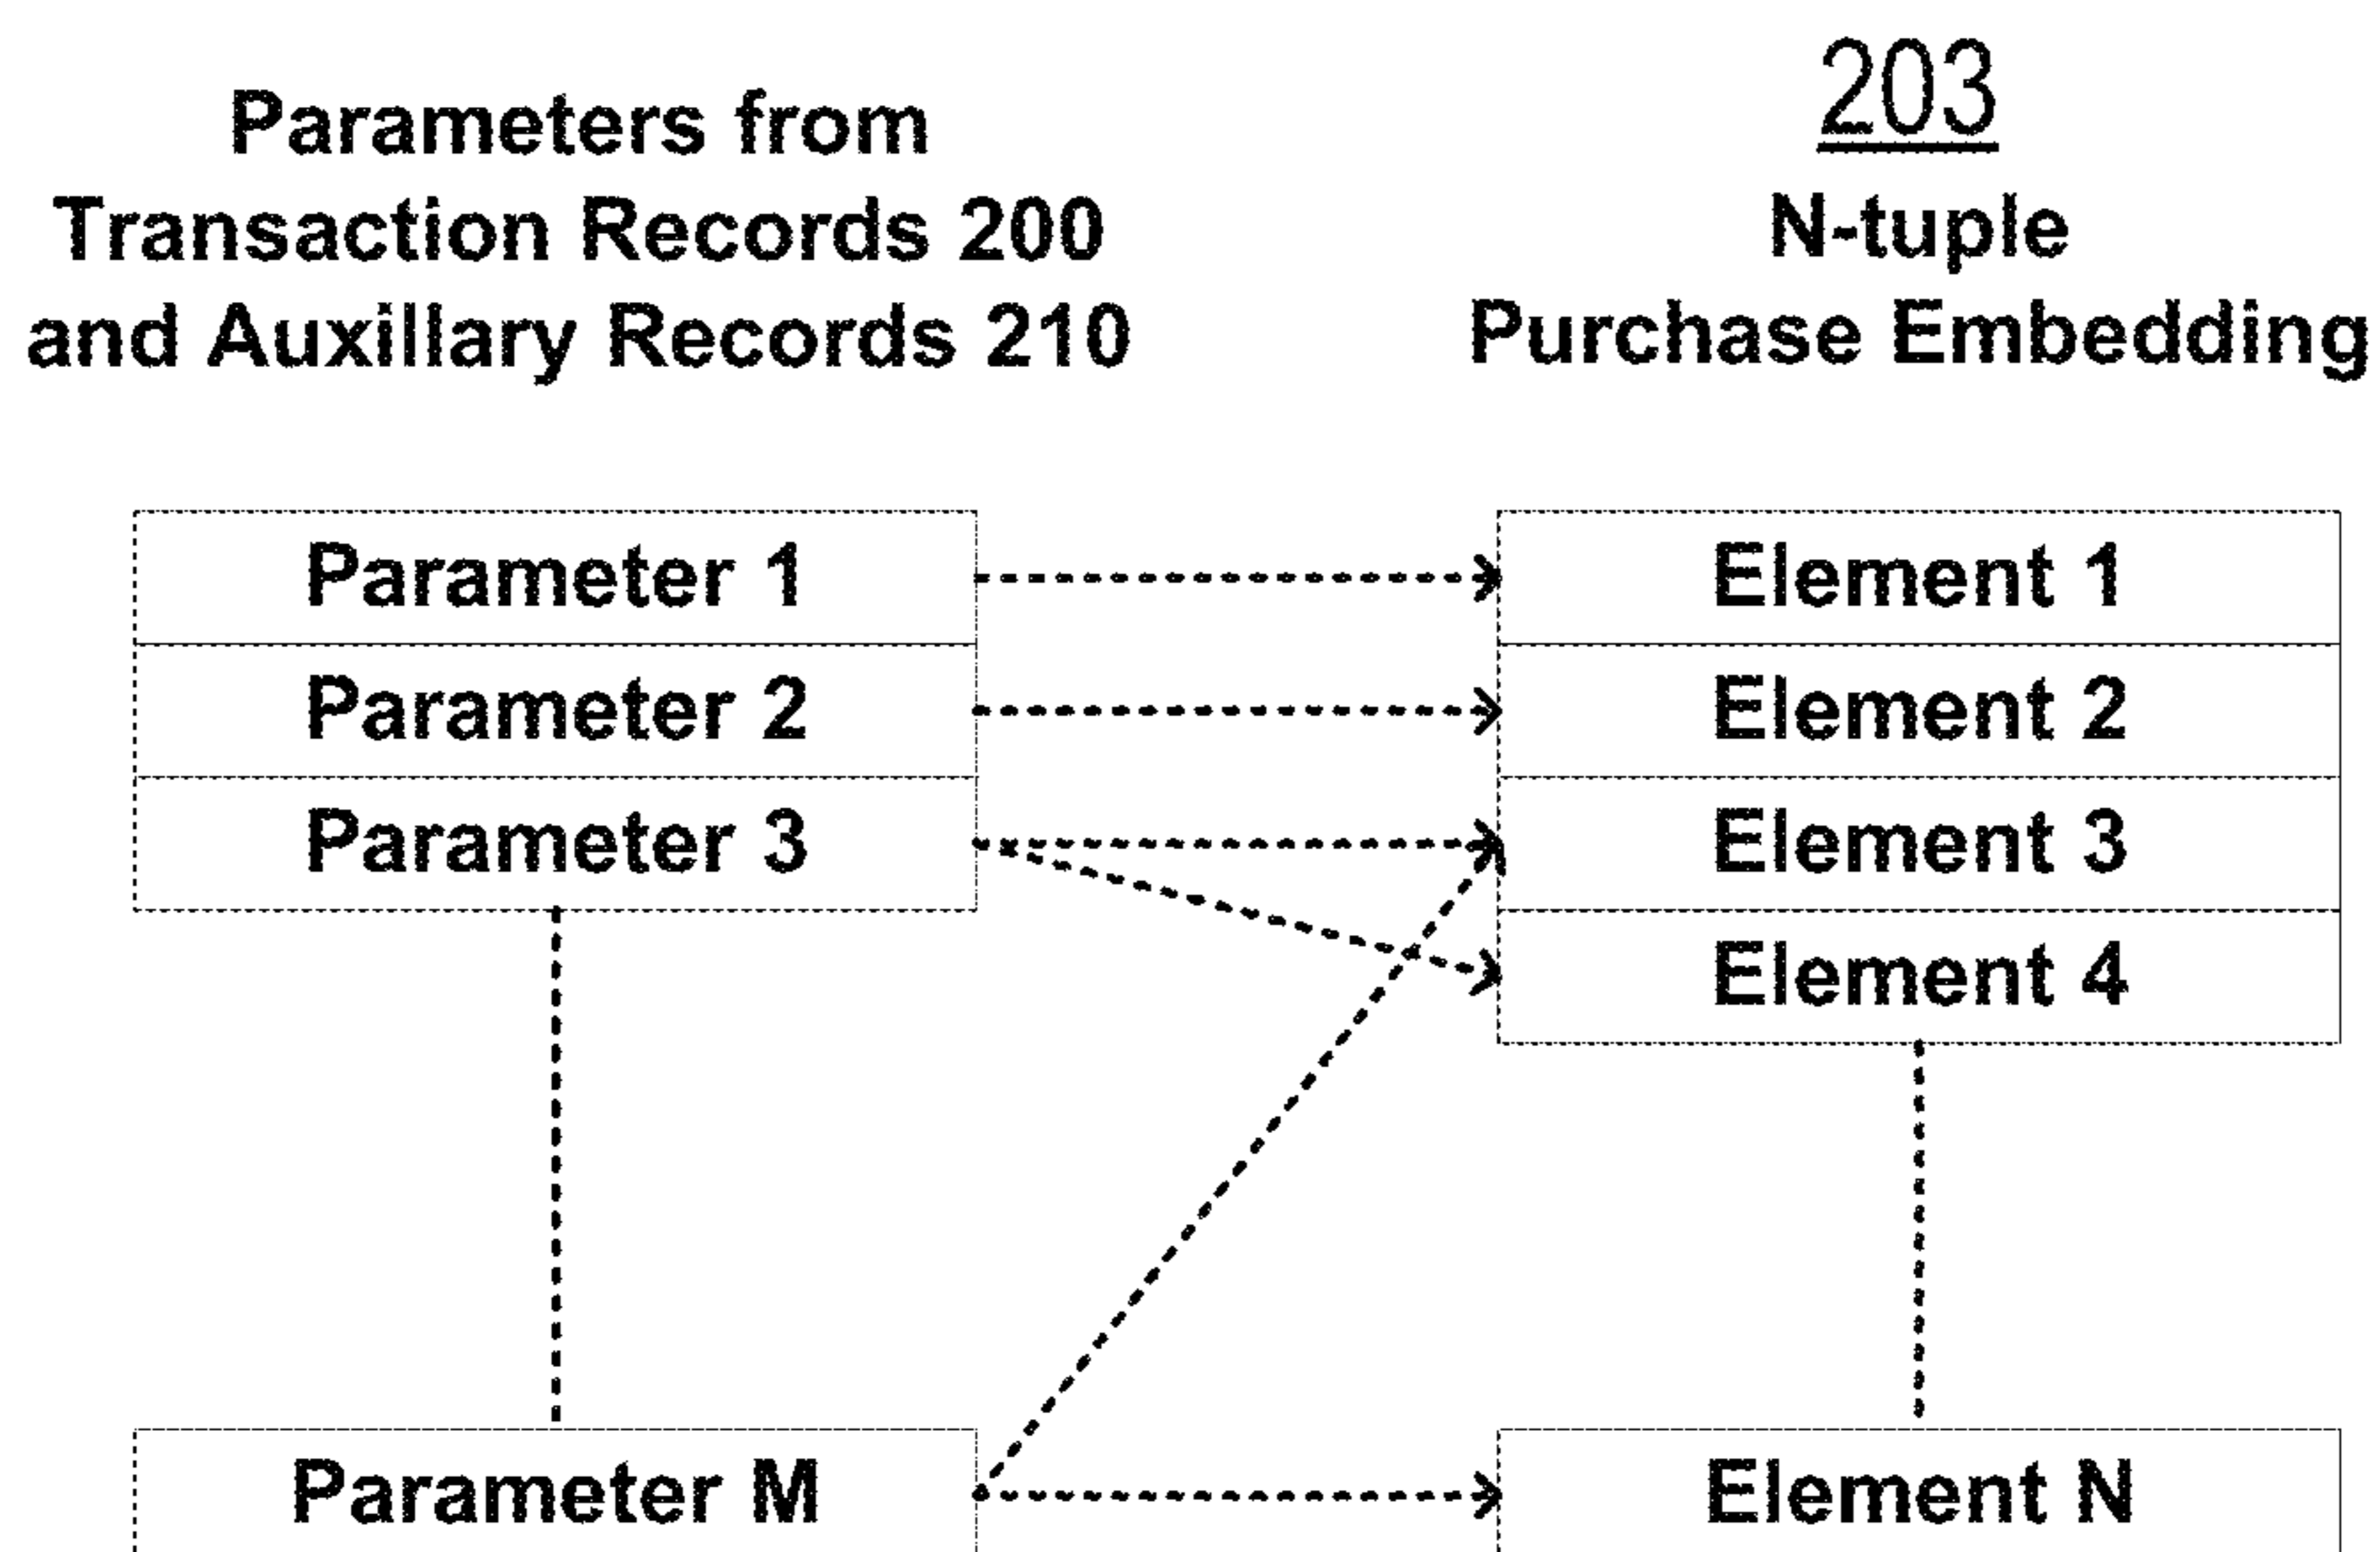 Parameters from
Transaction Records 200
and Auxillary Records 210
203
N-tuple
Purchase Embedding
Parameter 1
Element 1
Parameter 2
Element 2
Parameter 3
Element 3
Element 4
Parameter M
Element N